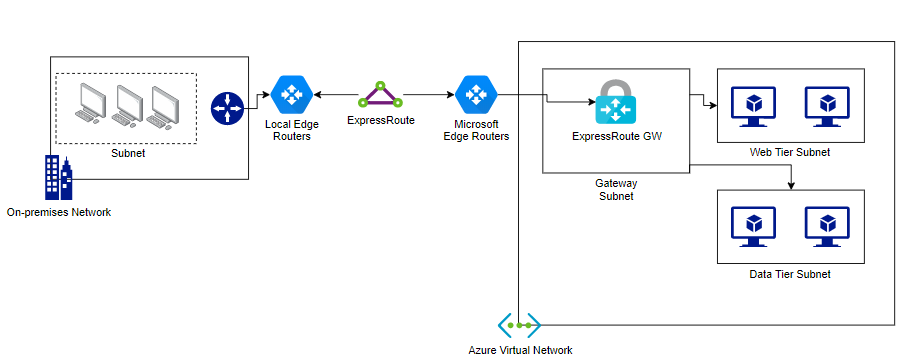 Subnet
On-premises Network
Local Edge
Routers
ExpressRoute
Microsoft
Edge Routers
ExpressRoute GW
Gateway
Subnet
Web Tier Subnet
Data Tier Subnet
Azure Virtual Network